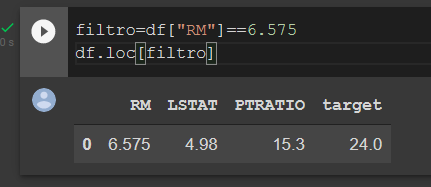 0 s
filtro=df["RM"]==6.575
df.loc[filtro]
RM LSTAT PTRATIO target
0 6.575 4.98 15.3 24.0